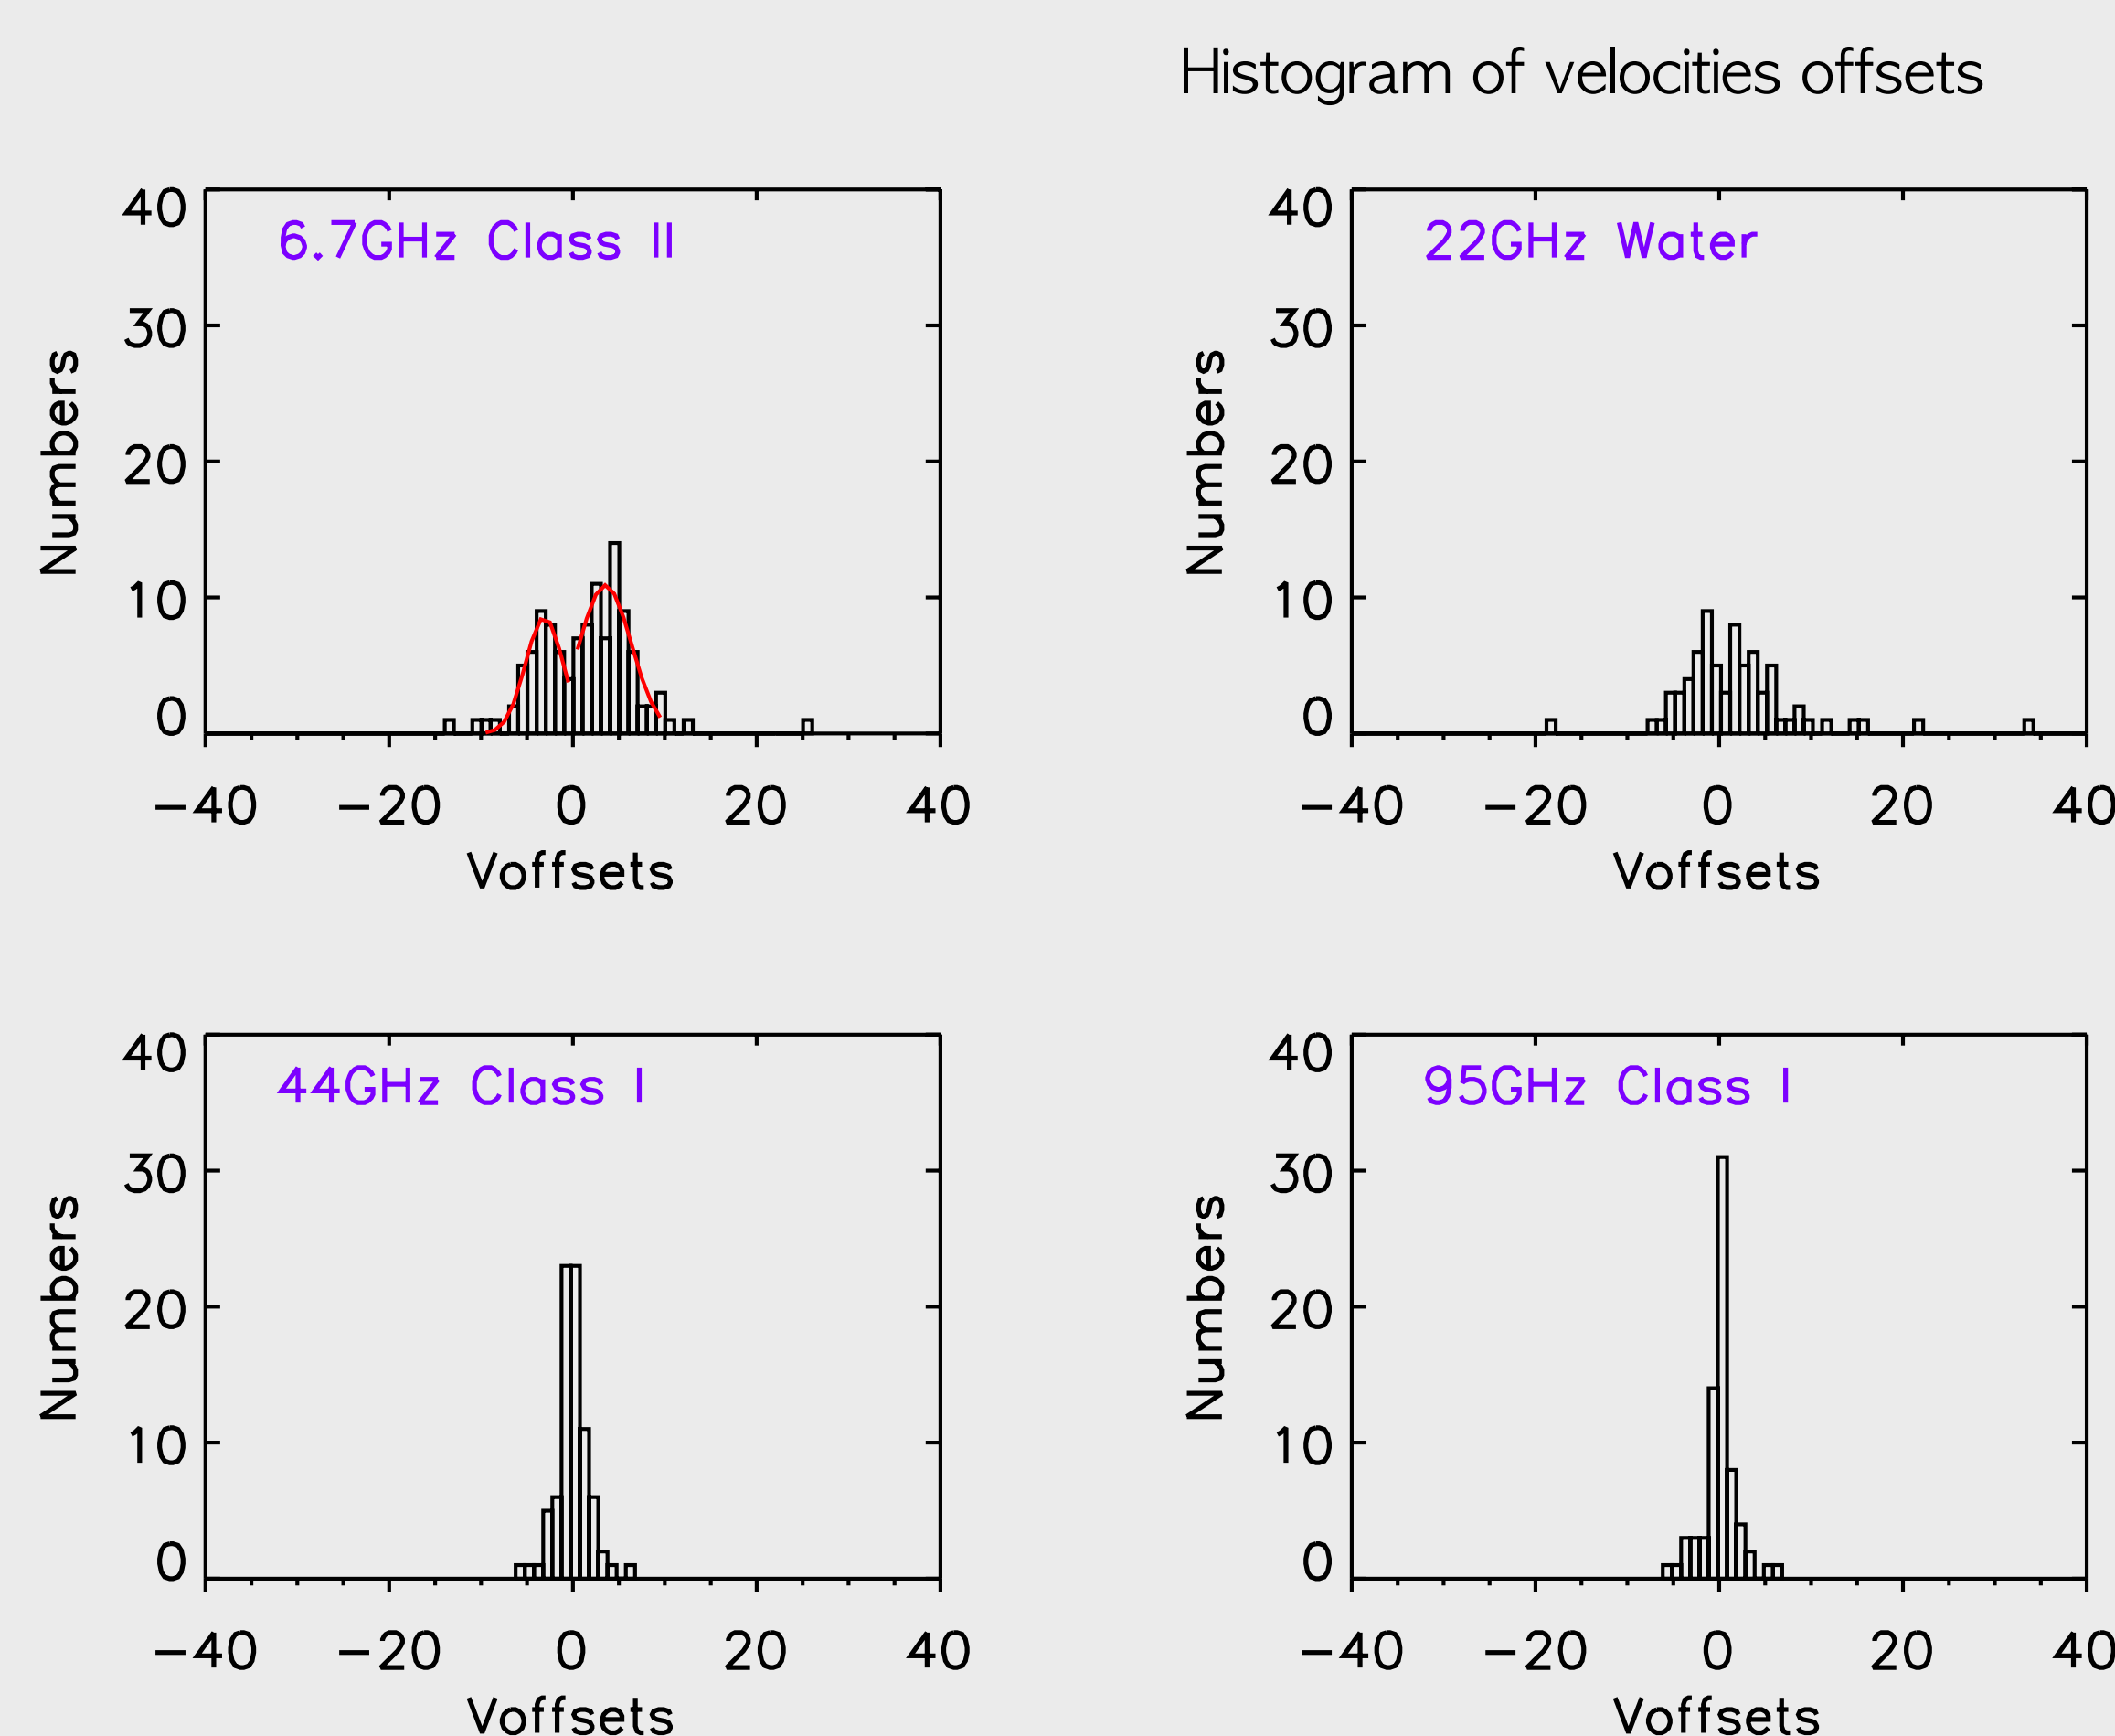 Histogram of velocities offsets
6.7GHz Class II
40
30
20
10
0
Numbers
−40 −20 0 20 40
Voffsets
22GHz Water
40
30
20
10
0
Numbers
−40 −20 0 20 40
Voffsets
44GHz Class I
40
30
20
10
0
Numbers
−40 −20 0 20 40
Voffsets
95GHz Class I
40
30
20
10
0
Numbers
−40 −20 0 20 40
Voffsets